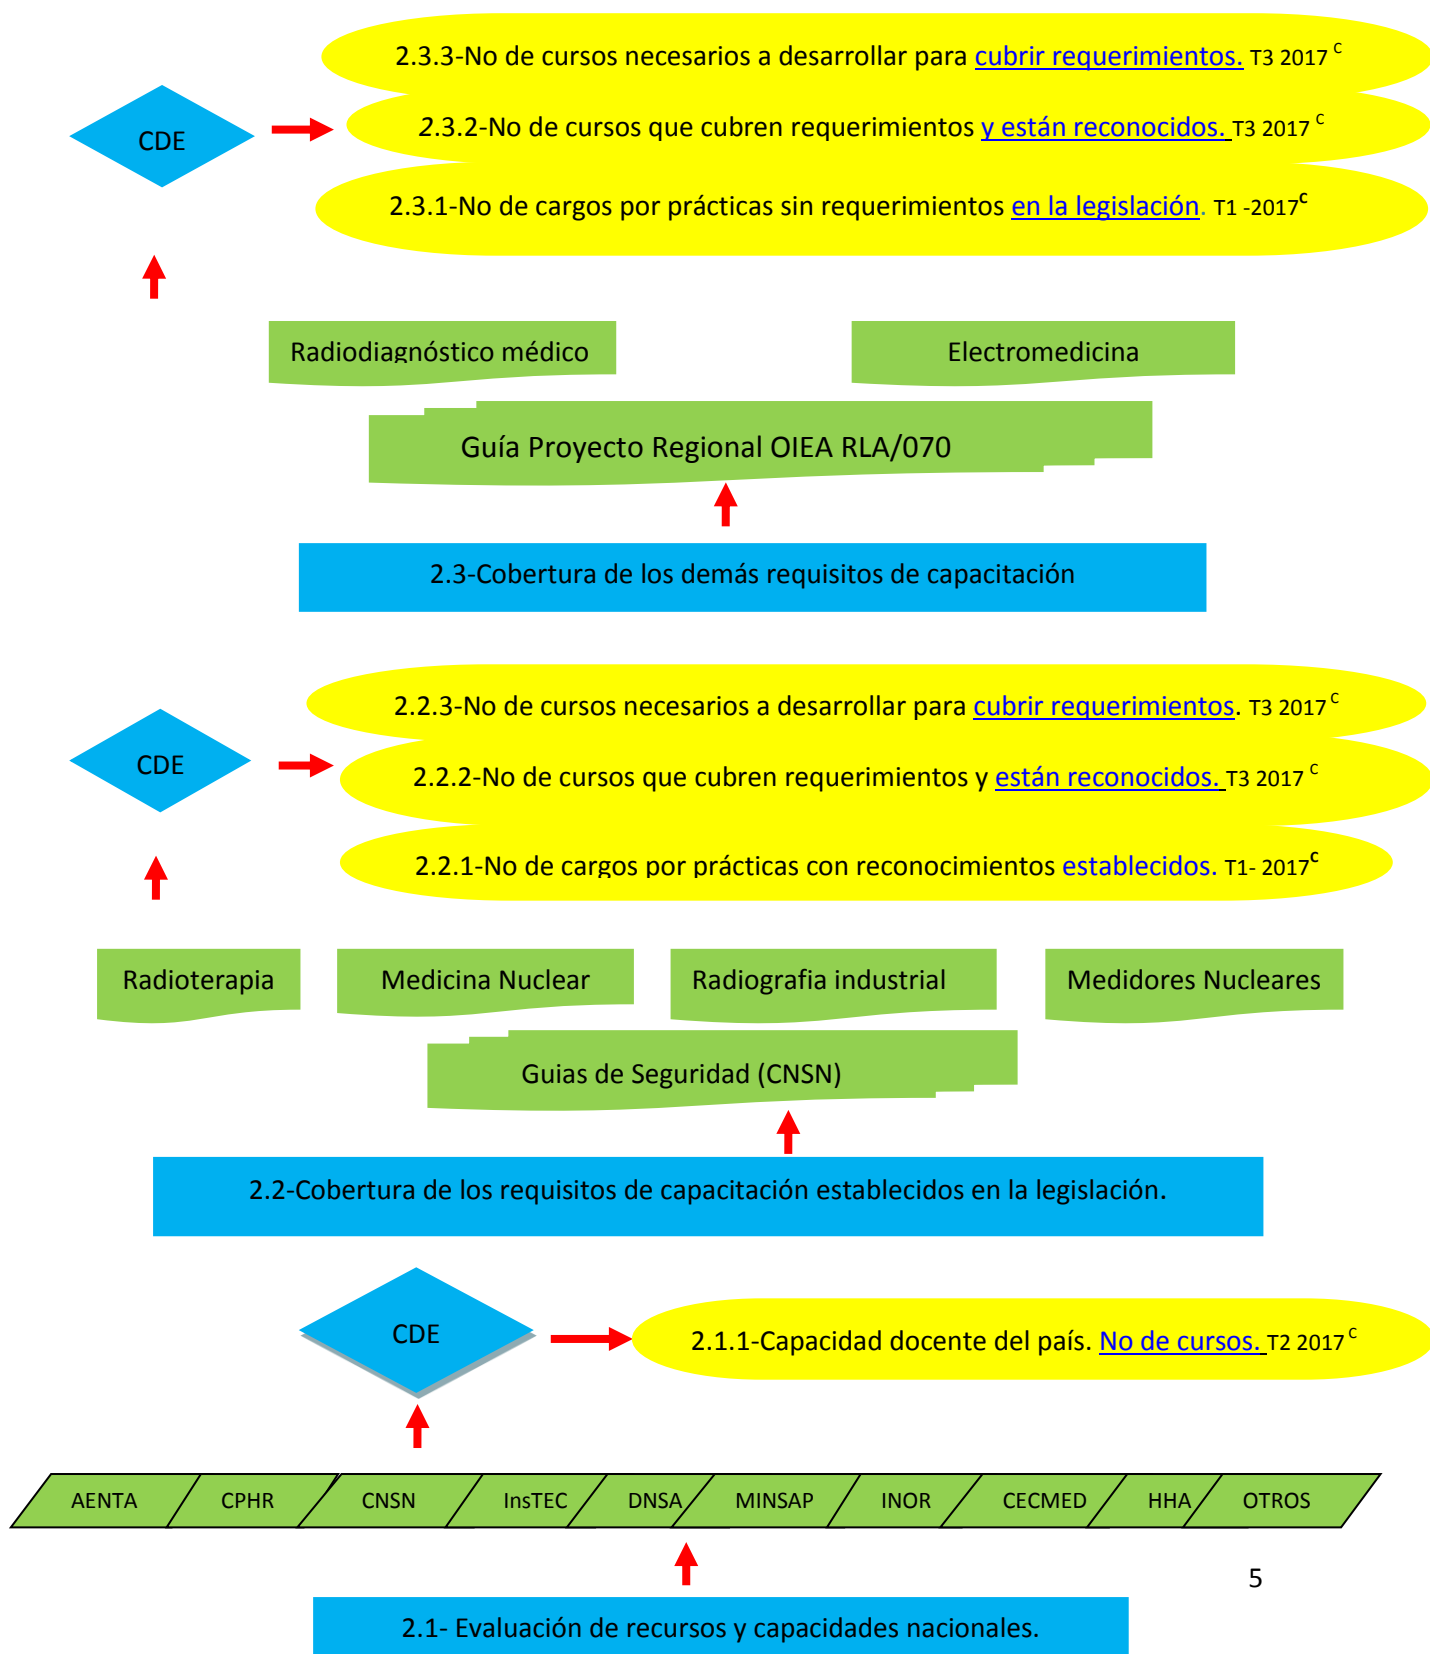 2.3.3-No de cursos necesarios a desarrollar para cubrir requerimientos. T3 2017 C
CDE
2.3.2-No de cursos que cubren requerimientos y están reconocidos. T3 2017 C
2.3.1-No de cargos por prácticas sin requerimientos en la legislación. T1 -2017C
Radiodiagnóstico médico
Electromedicina
Guía Proyecto Regional OIEA RLA/070
2.3-Cobertura de los demás requisitos de capacitación
2.2.3-No de cursos necesarios a desarrollar para cubrir requerimientos. T3 2017 C
CDE
2.2.2-No de cursos que cubren requerimientos y están reconocidos. T3 2017 C
2.2.1-No de cargos por prácticas con reconocimientos establecidos. T1- 2017C
Radioterapia
Medicina Nuclear
Radiografia industrial
Medidores Nucleares
Guias de Seguridad (CNSN)
2.2-Cobertura de los requisitos de capacitación establecidos en la legislación.
CDE
2.1.1-Capacidad docente del país. No de cursos. T2 2017 C
AENTA
CPHR
CNSN
InsTEC
DNSA
MINSAP
INOR
CECMED
HHA
OTROS
5
2.1- Evaluación de recursos y capacidades nacionales.